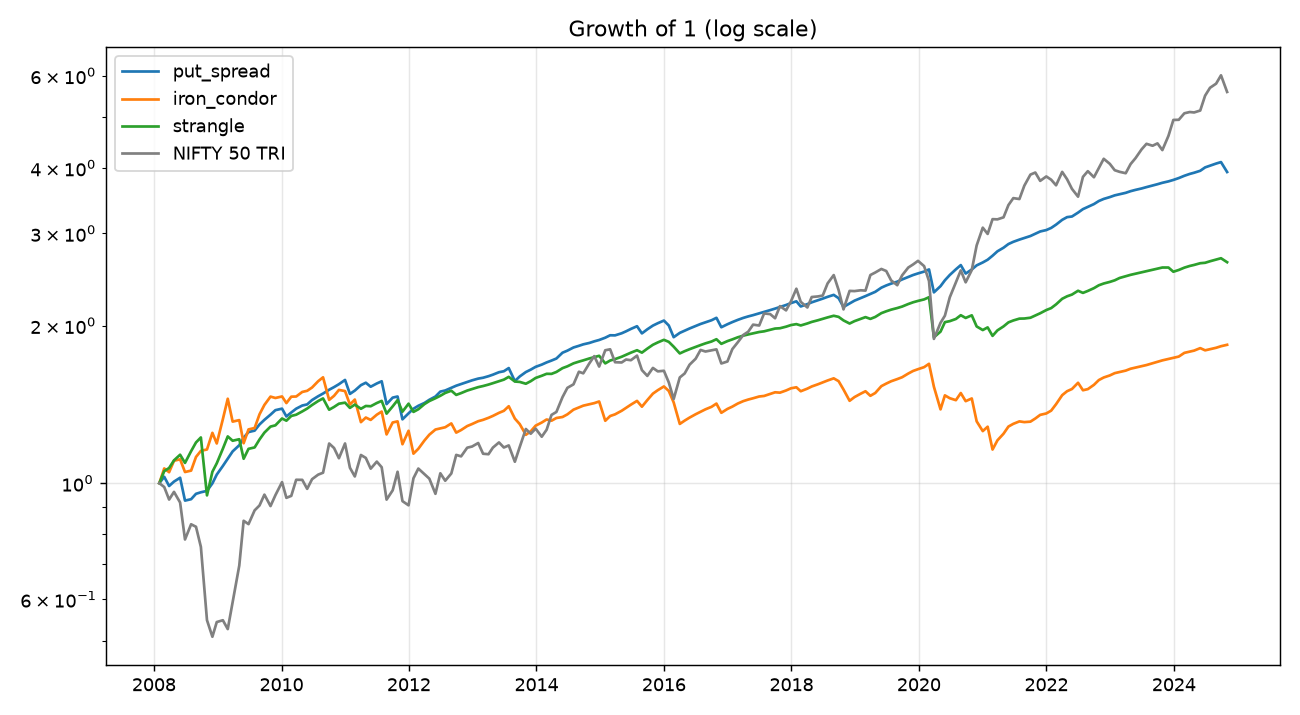 Growth of 1 (log scale)
put_spread
iron_condor
strangle
NIFTY 50 TRI
6 × 10⁰
4 × 10⁰
3 × 10⁰
2 × 10⁰
10⁰
6 × 10⁻¹
2008 2010 2012 2014 2016 2018 2020 2022 2024